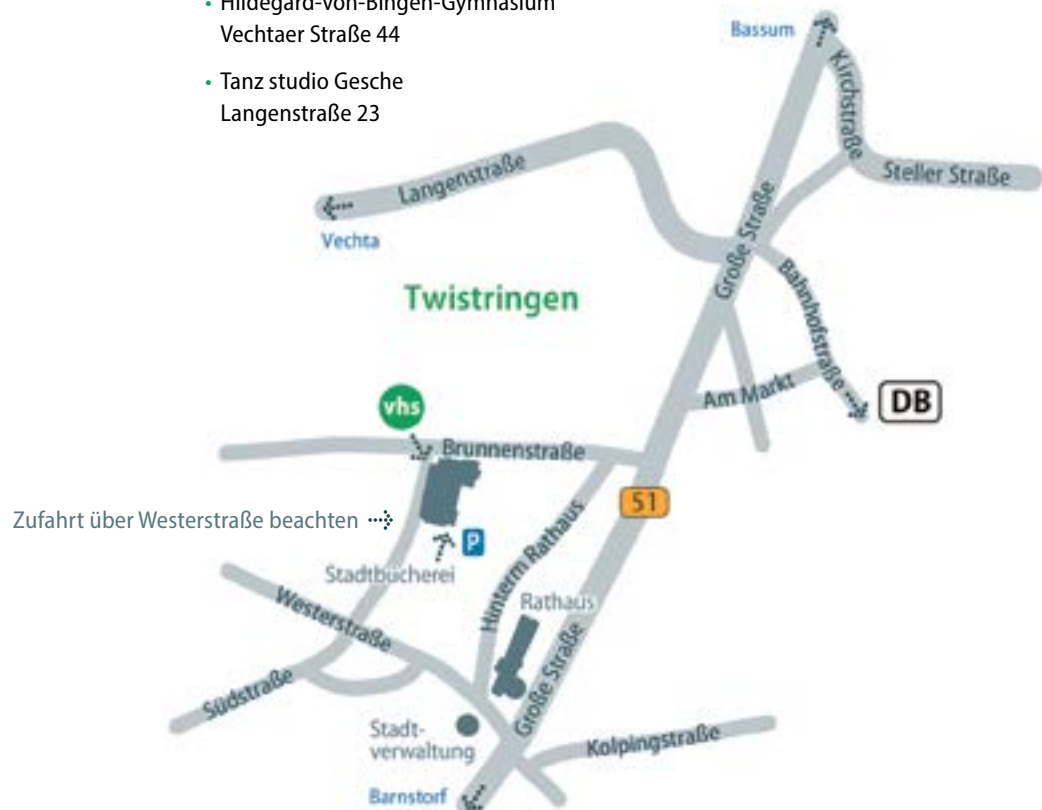 • Hildegard-von-Bingen-Gymnasium
Vechtaer Straße 44
• Tanz studio Gesche
Langenstraße 23
Bassum
Kirchstraße
Steller Straße
Langenstraße
Vechta
Große Straße
Bahnhofstraße
Twistringen
Am Markt
DB
vhs
Brunnenstraße
51
Zufahrt über Westerstraße beachten
P
Stadtbücherei
Hinterm Rathaus
Rathaus
Westerstraße
Südstraße
Große Straße
Stadt-
verwaltung
Kolpingstraße
Barnstorf